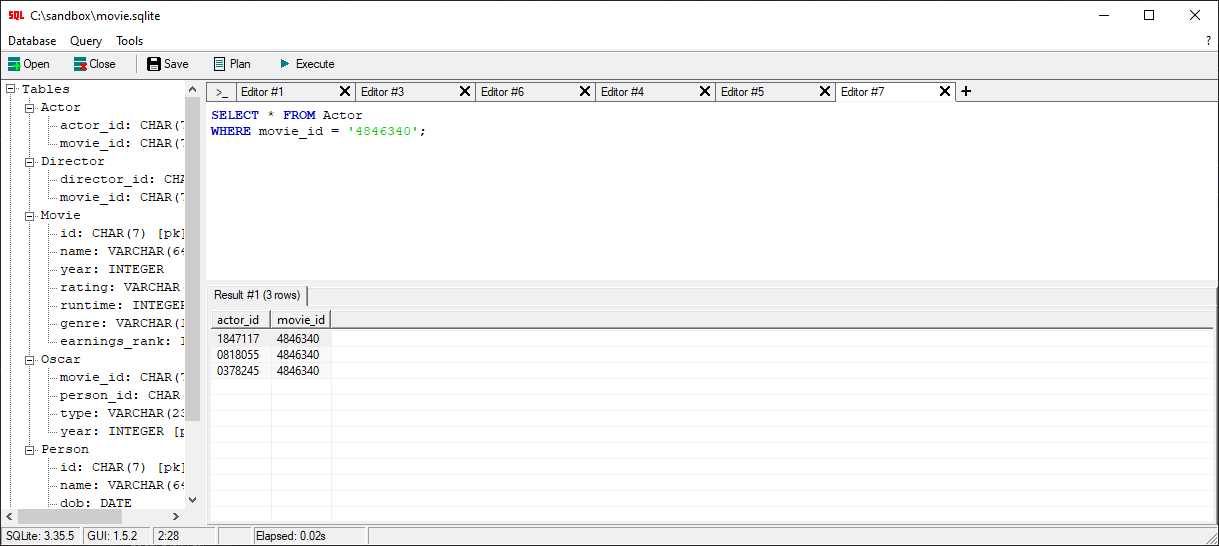 SQL C:\sandbox\movie.sqlite
Database Query Tools ?
Open Close Save Plan Execute
Tables
Actor
actor_id: CHAR(7
movie_id: CHAR(7
Director
director_id: CHA
movie_id: CHAR(7
Movie
id: CHAR(7) [pk]
name: VARCHAR(64
year: INTEGER
rating: VARCHAR
runtime: INTEGER
genre: VARCHAR(1
earnings_rank: I
Oscar
movie_id: CHAR(7
person_id: CHAR
type: VARCHAR(23
year: INTEGER [p
Person
id: CHAR(7) [pk]
name: VARCHAR(64
dob: DATE
>_ Editor #1 Editor #3 Editor #6 Editor #4 Editor #5 Editor #7
SELECT * FROM Actor
WHERE movie_id = '4846340';
Result #1 (3 rows)
actor_id movie_id
1847117 4846340
0818055 4846340
0378245 4846340
SQLite: 3.35.5 GUI: 1.5.2 2:28 Elapsed: 0.02s